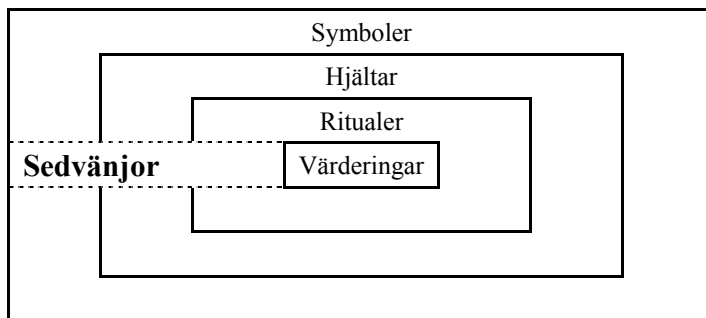 Symboler
Hjältar
Ritualer
Sedvänjor
Värderingar